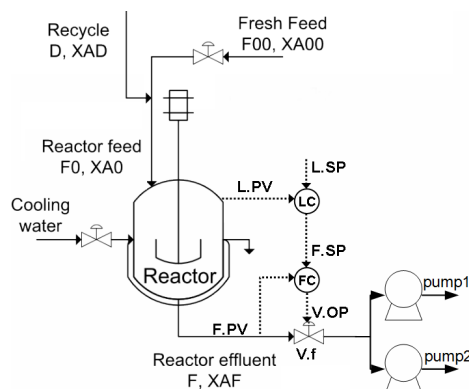 Recycle
D, XAD
Fresh Feed
F00, XA00
Reactor feed
F0, XA0
L.SP
L.PV
LC
Cooling
water
F.SP
Reactor
FC
pump1
V.OP
F.PV
V.f
Reactor effluent
F, XAF
pump2